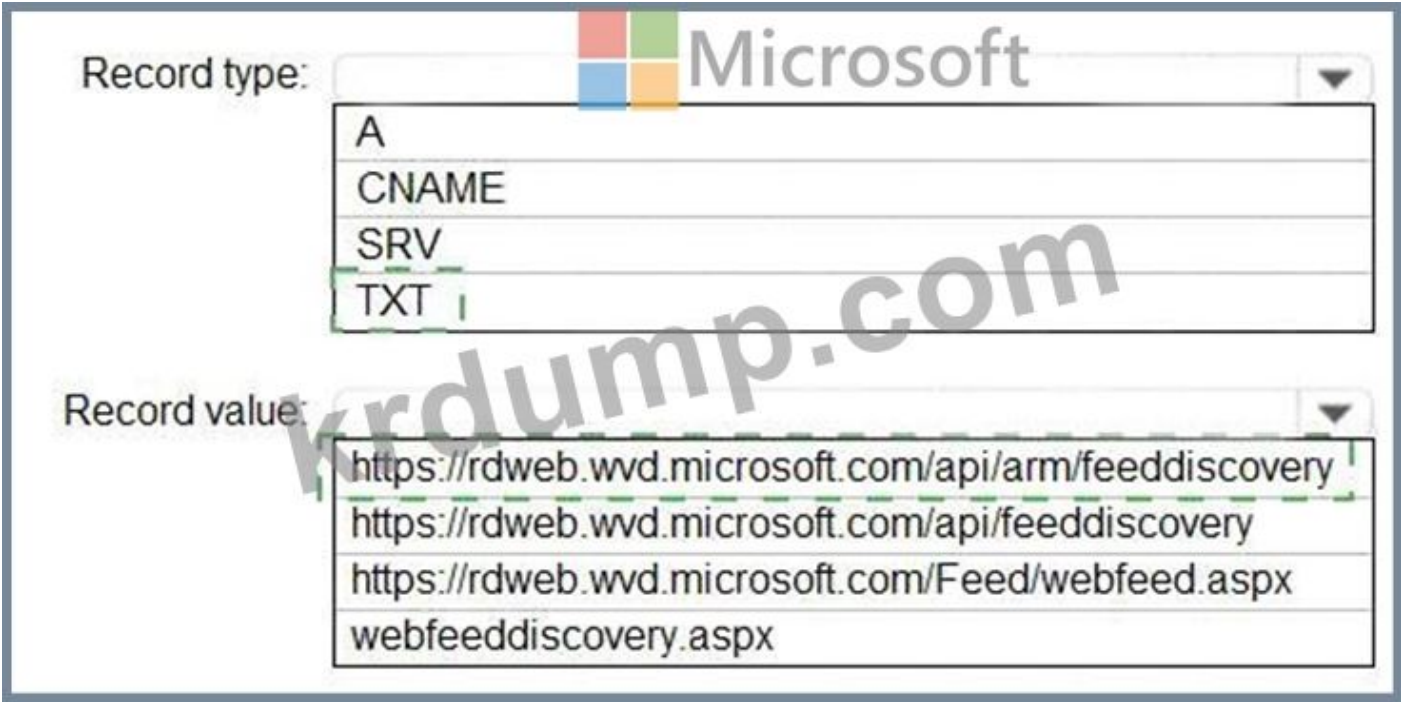 Microsoft
Record type:
A
CNAME
SRV
TXT
krdump.com
Record value:
https://rdweb.wvd.microsoft.com/api/arm/feeddiscovery
https://rdweb.wvd.microsoft.com/api/feeddiscovery
https://rdweb.wvd.microsoft.com/Feed/webfeed.aspx
webfeeddiscovery.aspx